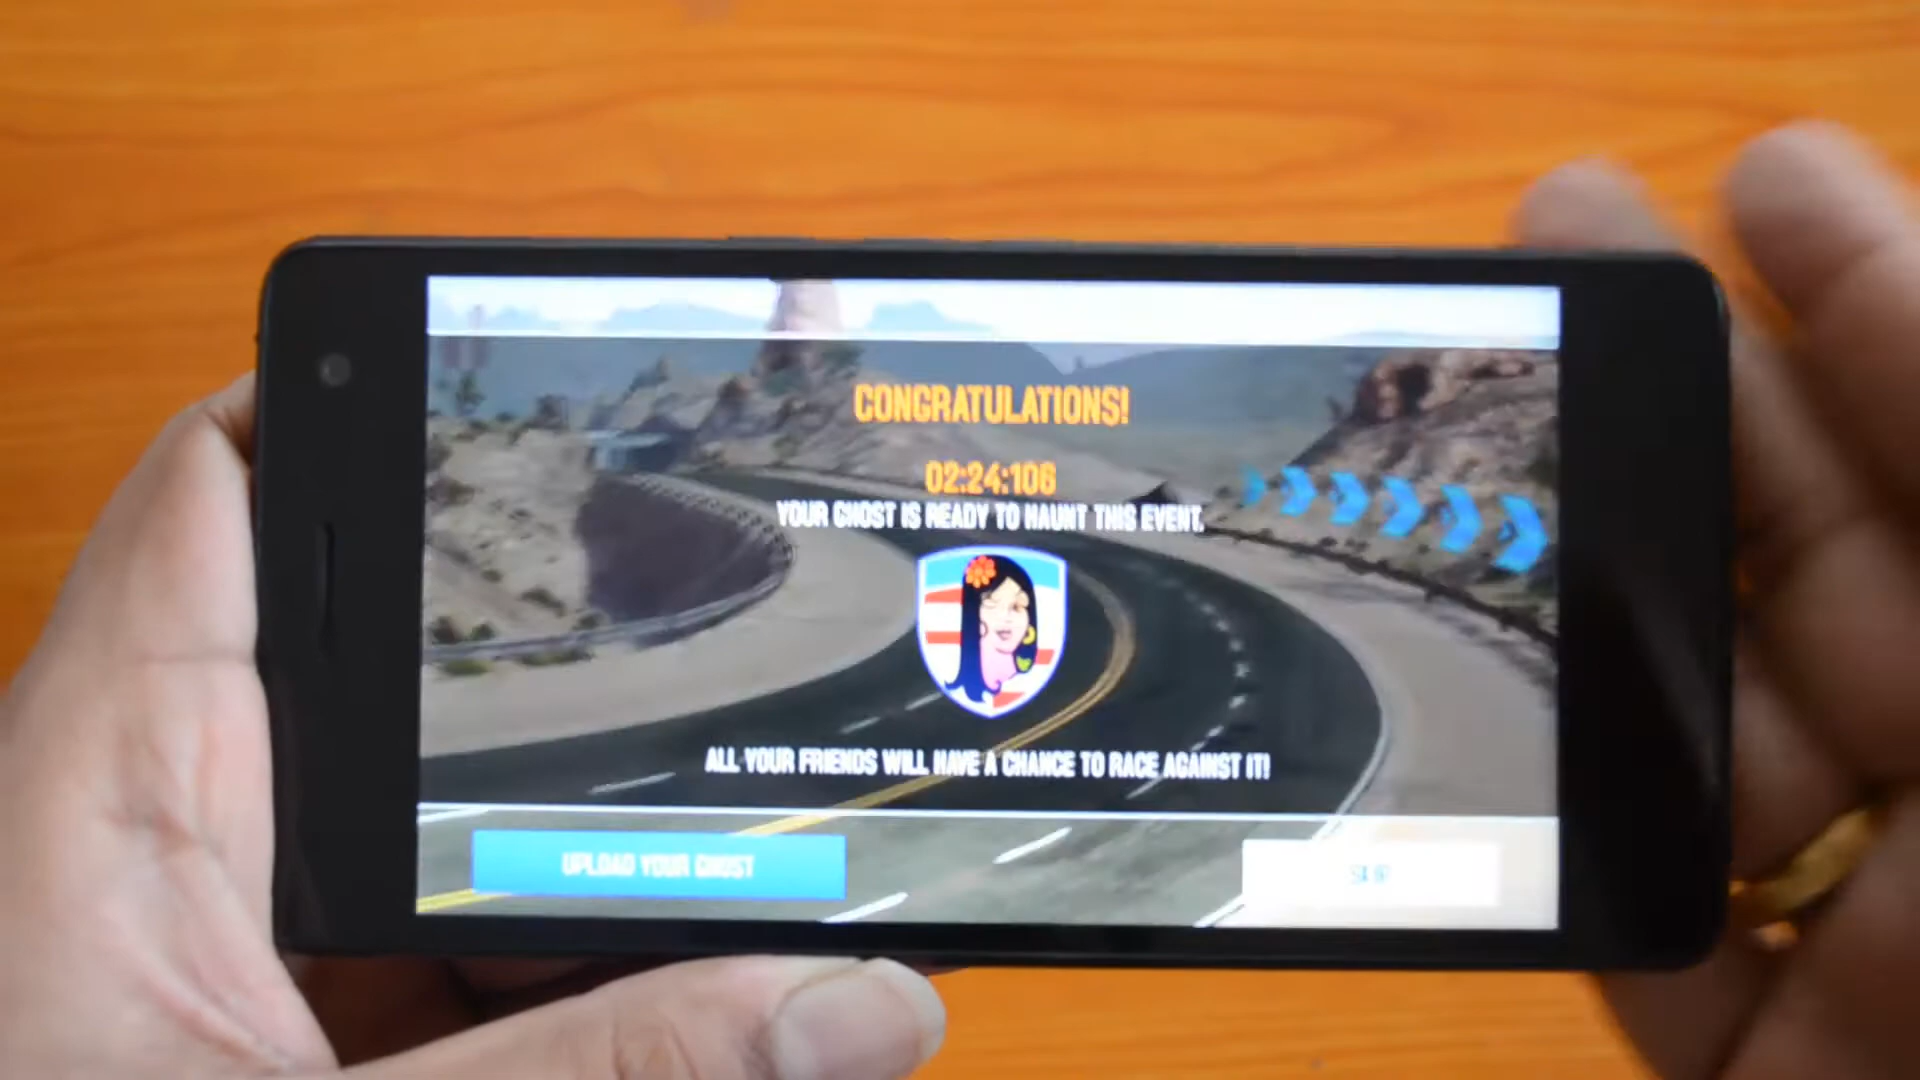 CONGRATULATIONS!
02:24:106
YOUR GHOST IS READY TO HAUNT THIS EVENT.
ALL YOUR FRIENDS WILL HAVE A CHANCE TO RACE AGAINST IT!
UPLOAD YOUR GHOST
SKIP